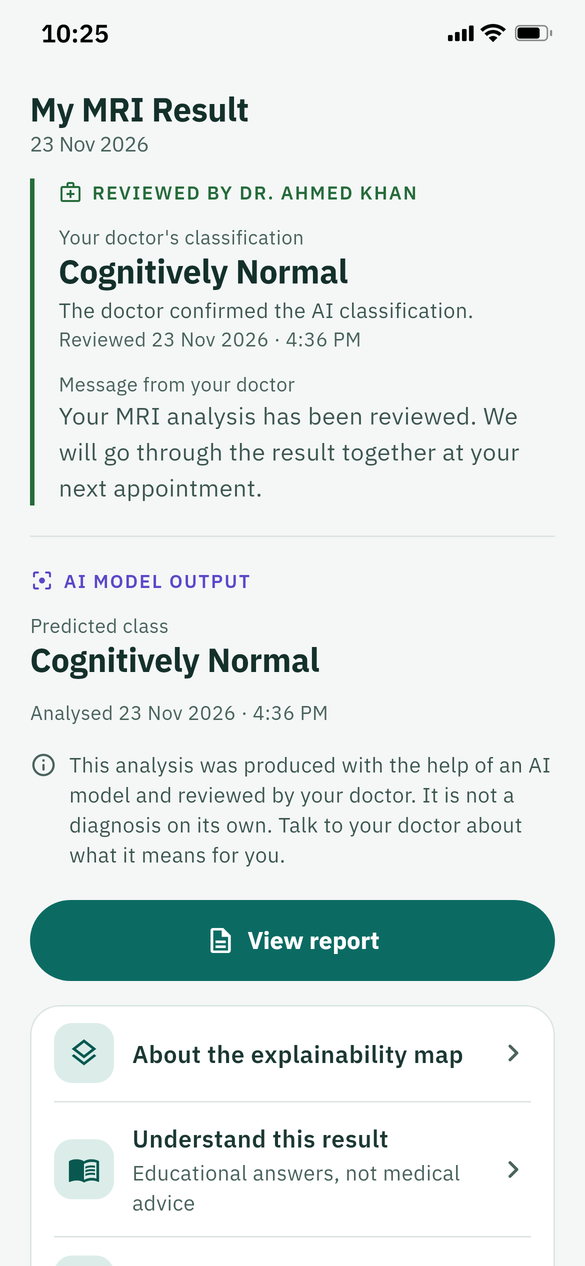 10:25
My MRI Result
23 Nov 2026
REVIEWED BY DR. AHMED KHAN
Your doctor's classification
Cognitively Normal
The doctor confirmed the AI classification.
Reviewed 23 Nov 2026 · 4:36 PM
Message from your doctor
Your MRI analysis has been reviewed. We
will go through the result together at your
next appointment.
AI MODEL OUTPUT
Predicted class
Cognitively Normal
Analysed 23 Nov 2026 · 4:36 PM
This analysis was produced with the help of an AI
model and reviewed by your doctor. It is not a
diagnosis on its own. Talk to your doctor about
what it means for you.
View report
About the explainability map
Understand this result
Educational answers, not medical
advice